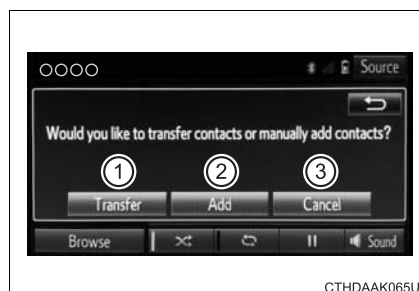 ○○○○ Source
Would you like to transfer contacts or manually add contacts?
1 2 3
Transfer Add Cancel
Browse Sound
CTHDAAK065U